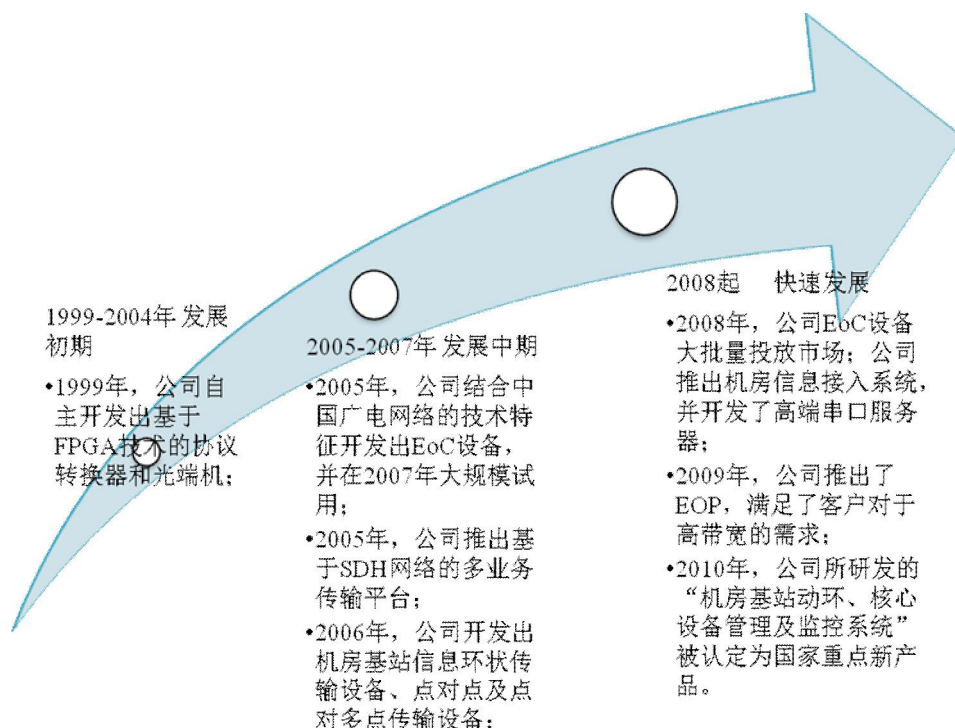 1999-2004年 发展
初期
•1999年，公司自
主开发出基于
FPGA技术的协议
转换器和光端机；
2005-2007年 发展中期
•2005年，公司结合中
国广电网络的技术特
征开发出EoC设备，
并在2007年大规模试
用；
•2005年，公司推出基
于SDH网络的多业务
传输平台；
•2006年，公司开发出
机房基站信息环状传
输设备、点对点及点
对多点传输设备；
2008起 快速发展
•2008年，公司EoC设备
大批量投放市场；公司
推出机房信息接入系统，
并开发了高端串口服务
器；
•2009年，公司推出了
EOP，满足了客户对于
高带宽的需求；
•2010年，公司所研发的
“机房基站动环、核心
设备管理及监控系统”
被认定为国家重点新产
品。